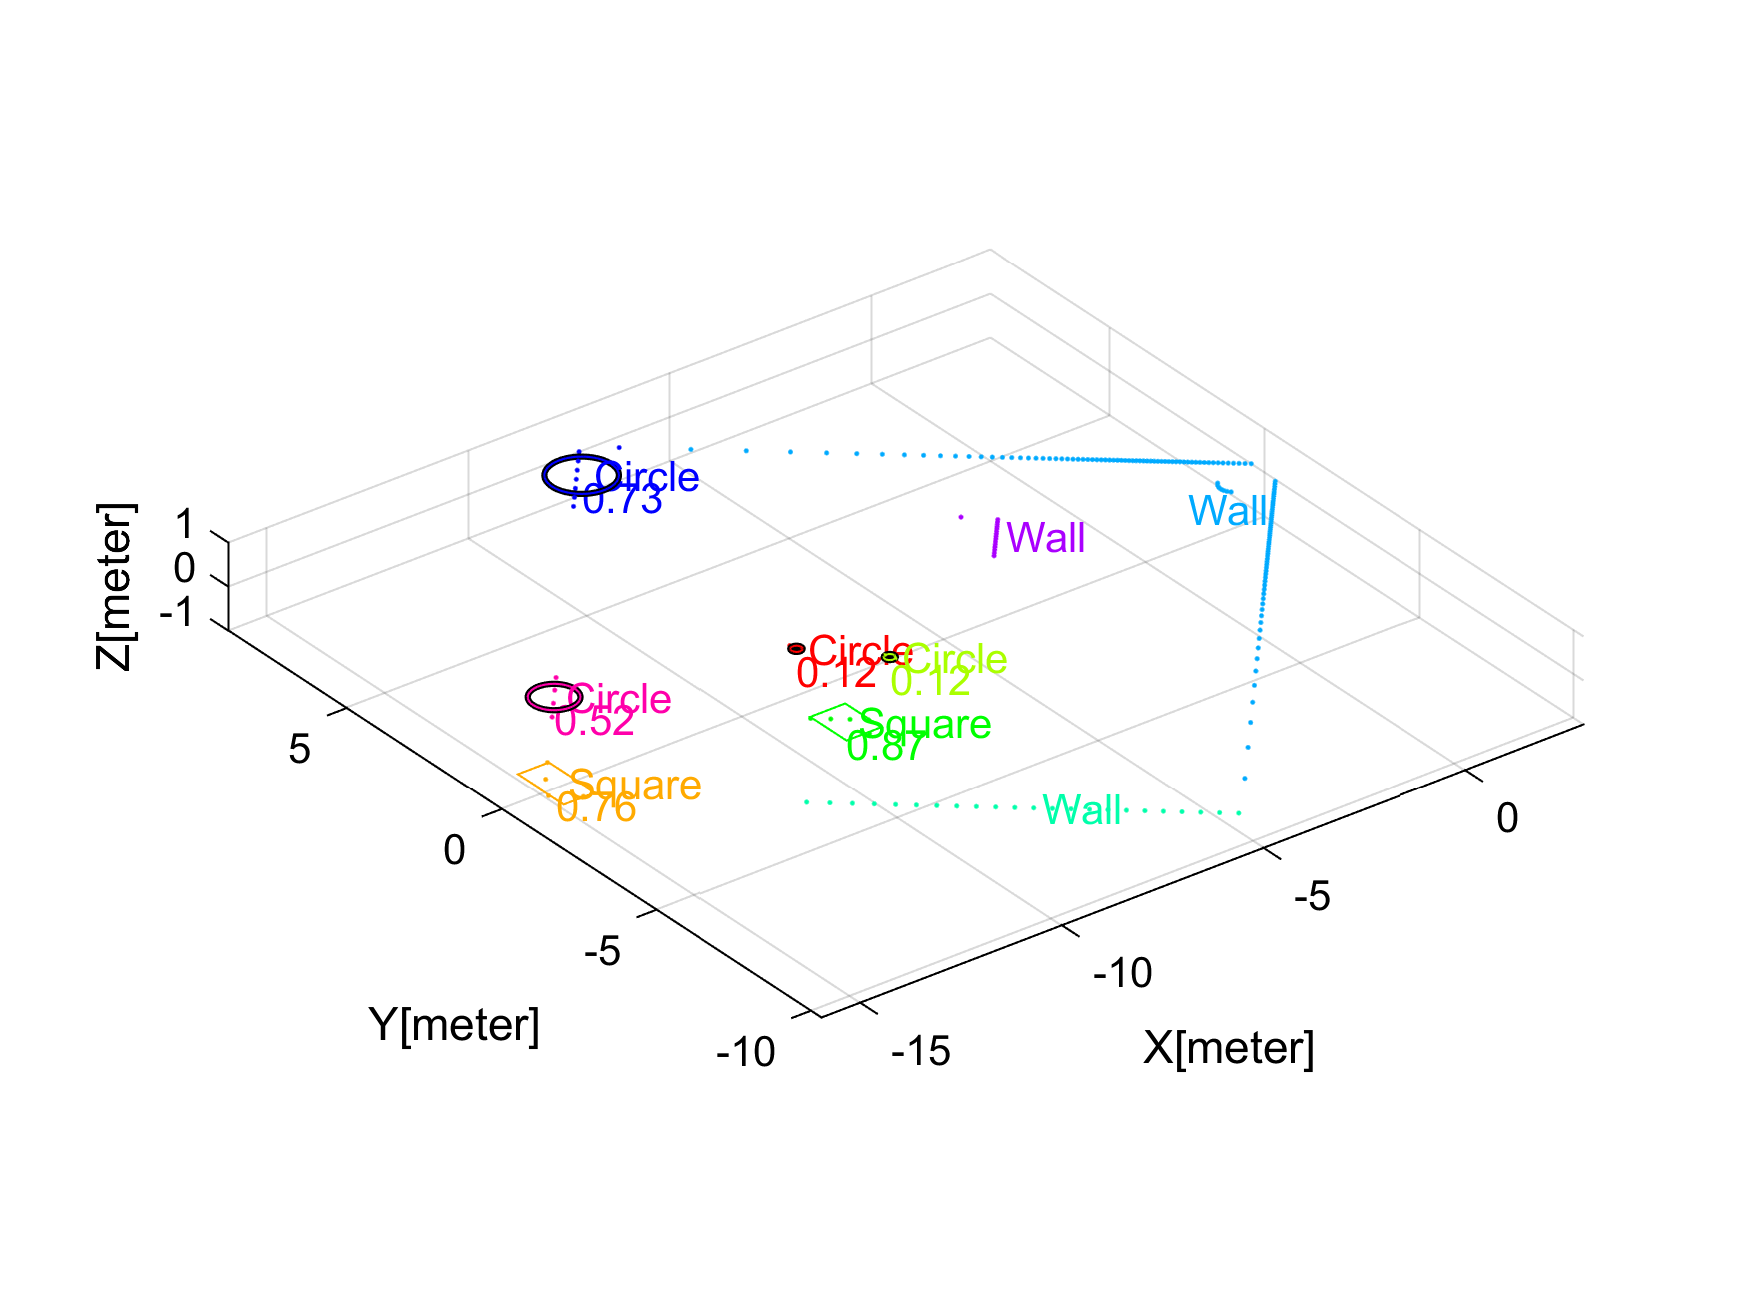 Circle
0.73
Wall
Wall
1
0
-1
Z[meter]
Circle
0.12
Circle
0.12
Circle
0.52
Square
0.87
Square
0.76
Wall
5
0
-5
-10
Y[meter]
0
-5
-10
-15
X[meter]